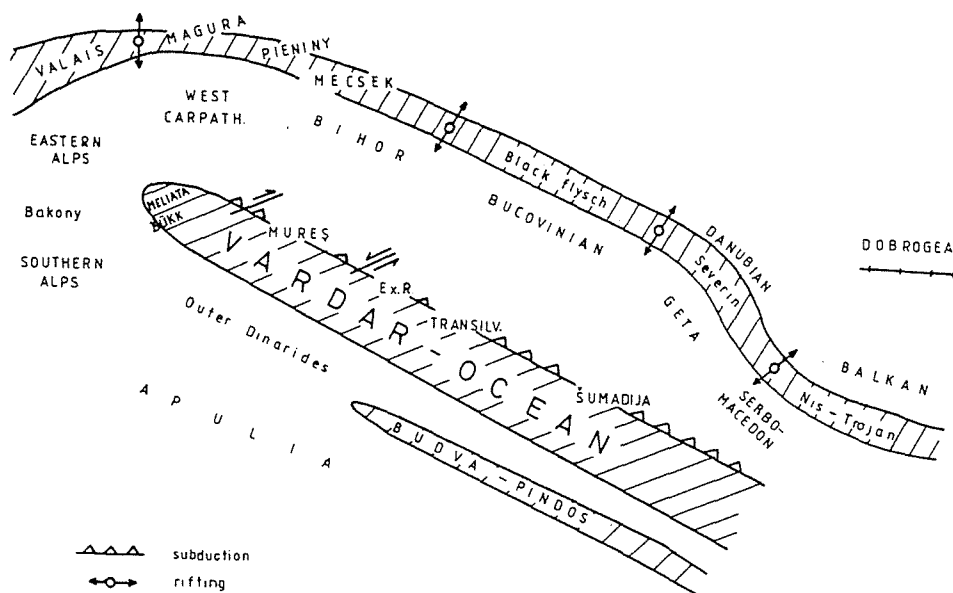 VALAIS
MAGURA
PIENINY
MECSEK
WEST
CARPATH.
BIHOR
EASTERN
ALPS
Black flysch
BUCOVINIAN
DANUBIAN
DOBROGEA
Severin
GETA
Bakony
MELIATA
BÜKK
MUREŞ
SOUTHERN
ALPS
VARDAR-OCEAN
Ex.R.
TRANSILV.
Outer Dinarides
ŠUMADIJA
BALKAN
SERBO-
MACEDON
Nis-Trojan
APULIA
BUDVA-PINDOS
subduction
rifting